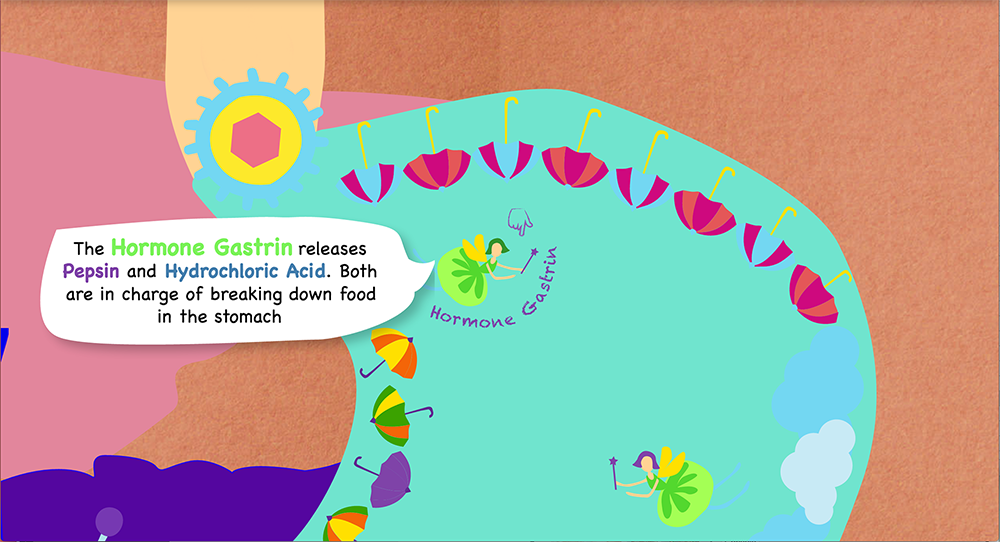 The Hormone Gastrin releases
Pepsin and Hydrochloric Acid. Both
are in charge of breaking down food
in the stomach
Hormone Gastrin